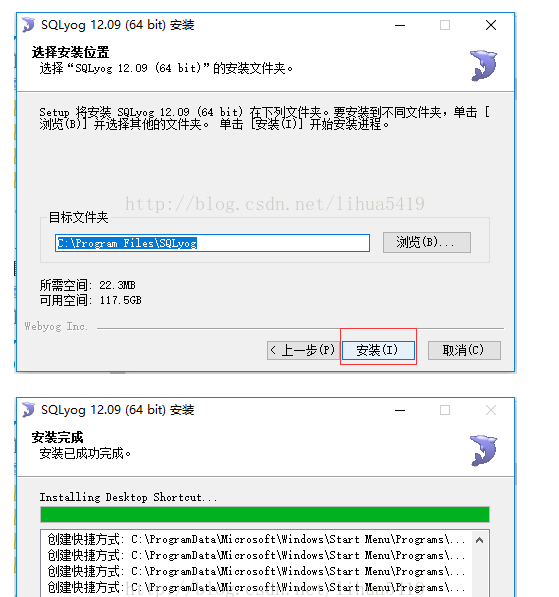 SQLyog 12.09 (64 bit) 安装
选择安装位置
选择“SQLyog 12.09 (64 bit)”的安装文件夹。
Setup 将安装 SQLyog 12.09 (64 bit) 在下列文件夹。要安装到不同文件夹，单击 [
浏览(B)] 并选择其他的文件夹。 单击 [安装(I)] 开始安装进程。
http://blog.csdn.net/lihua5419
目标文件夹
C:\Program Files\SQLyog
浏览(B)...
所需空间: 22.3MB
可用空间: 117.5GB
Webyog Inc.
< 上一步(P)
安装(I)
取消(C)
SQLyog 12.09 (64 bit) 安装
安装完成
安装已成功完成。
Installing Desktop Shortcut...
创建快捷方式: C:\ProgramData\Microsoft\Windows\Start Menu\Programs\...
创建快捷方式: C:\ProgramData\Microsoft\Windows\Start Menu\Programs\...
创建快捷方式: C:\ProgramData\Microsoft\Windows\Start Menu\Programs\...
创建快捷方式: C:\ProgramData\Microsoft\Windows\Start Menu\Programs\...
http://blog.csdn.net/lihua5419